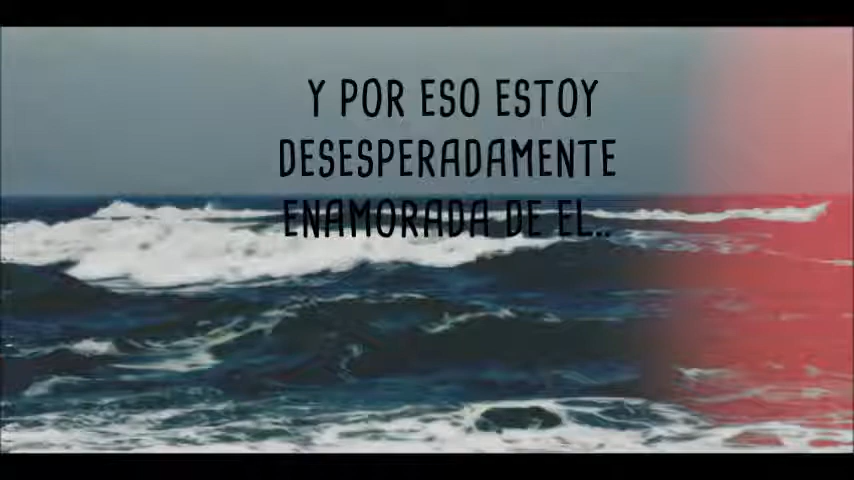 Y POR ESO ESTOY
DESESPERADAMENTE
ENAMORADA DE EL..